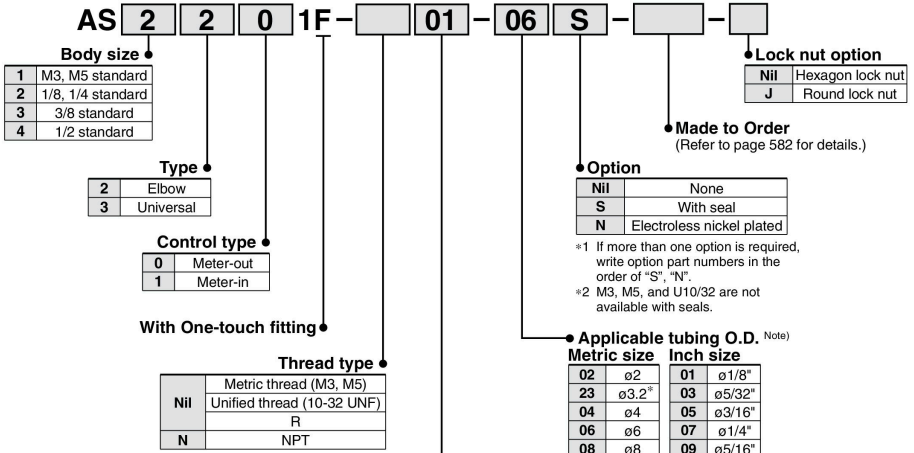 AS 2 2 0 1F - 01 - 06 S - -
Body size
1 M3, M5 standard
2 1/8, 1/4 standard
3 3/8 standard
4 1/2 standard
Type
2 Elbow
3 Universal
Control type
0 Meter-out
1 Meter-in
With One-touch fitting
Thread type
Nil Metric thread (M3, M5)
Unified thread (10-32 UNF)
R
N NPT
Lock nut option
Nil Hexagon lock nut
J Round lock nut
Made to Order
(Refer to page 582 for details.)
Option
Nil None
S With seal
N Electroless nickel plated
*1 If more than one option is required,
write option part numbers in the
order of “S”, “N”.
*2 M3, M5, and U10/32 are not
available with seals.
Applicable tubing O.D. Note)
Metric size Inch size
02 ø2 01 ø1/8"
23 ø3.2* 03 ø5/32"
04 ø4 05 ø3/16"
06 ø6 07 ø1/4"
08 ø8 09 ø5/16"